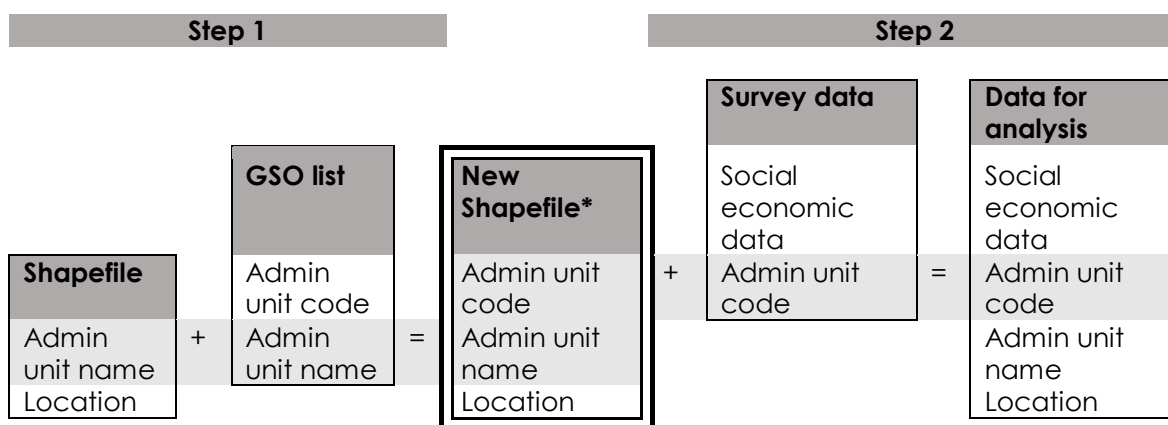 Step 1
Step 2
Shapefile
Admin
unit name
Location
+
GSO list
Admin
unit code
Admin
unit name
=
New
Shapefile*
Admin unit
code
Admin unit
name
Location
+
Survey data
Social
economic
data
Admin unit
code
=
Data for
analysis
Social
economic
data
Admin unit
code
Admin unit
name
Location